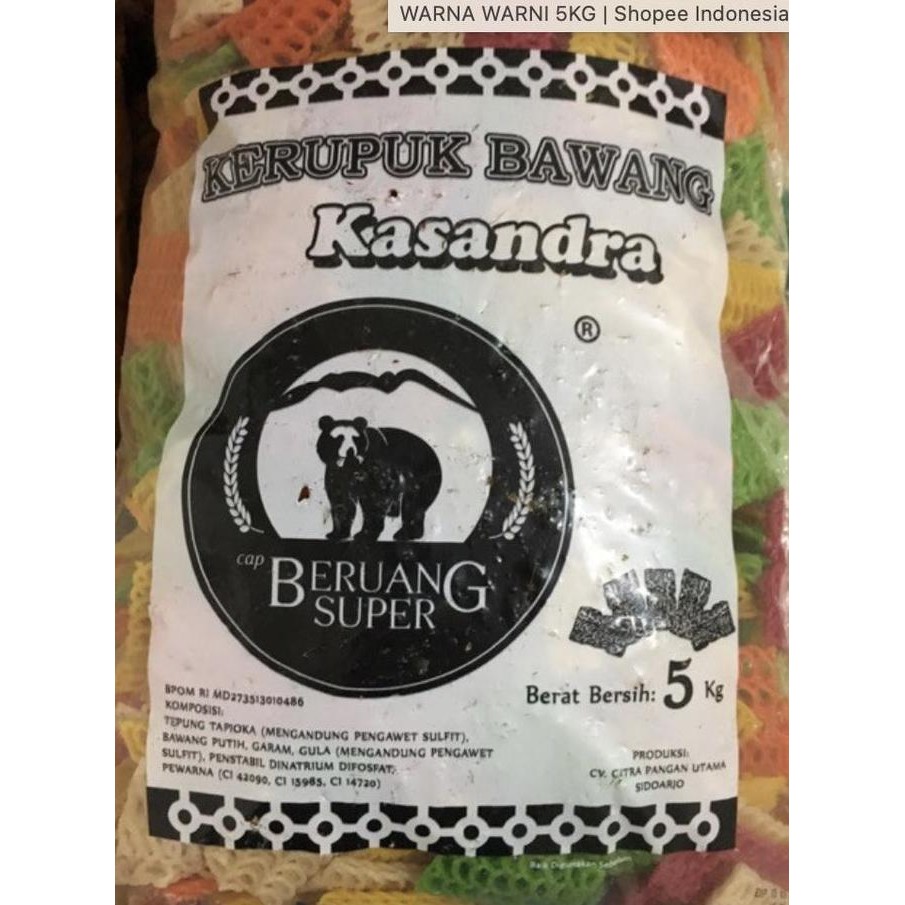 WARNA WARNI 5KG | Shopee Indonesia
KERUPUK BAWANG
Kasandra
®
cap
BERUANG
SUPER
Berat Bersih: 5 Kg
BPOM RI MD273513010486
KOMPOSISI:
TEPUNG TAPIOKA (MENGANDUNG PENGAWET SULFIT),
BAWANG PUTIH, GARAM, GULA (MENGANDUNG PENGAWET
SULFIT), PENSTABIL DINATRIUM DIFOSFAT,
PEWARNA (CI 42090, CI 15985, CI 14720)
PRODUKSI:
CV. CITRA PANGAN UTAMA
SIDOARJO
Baik Digunakan